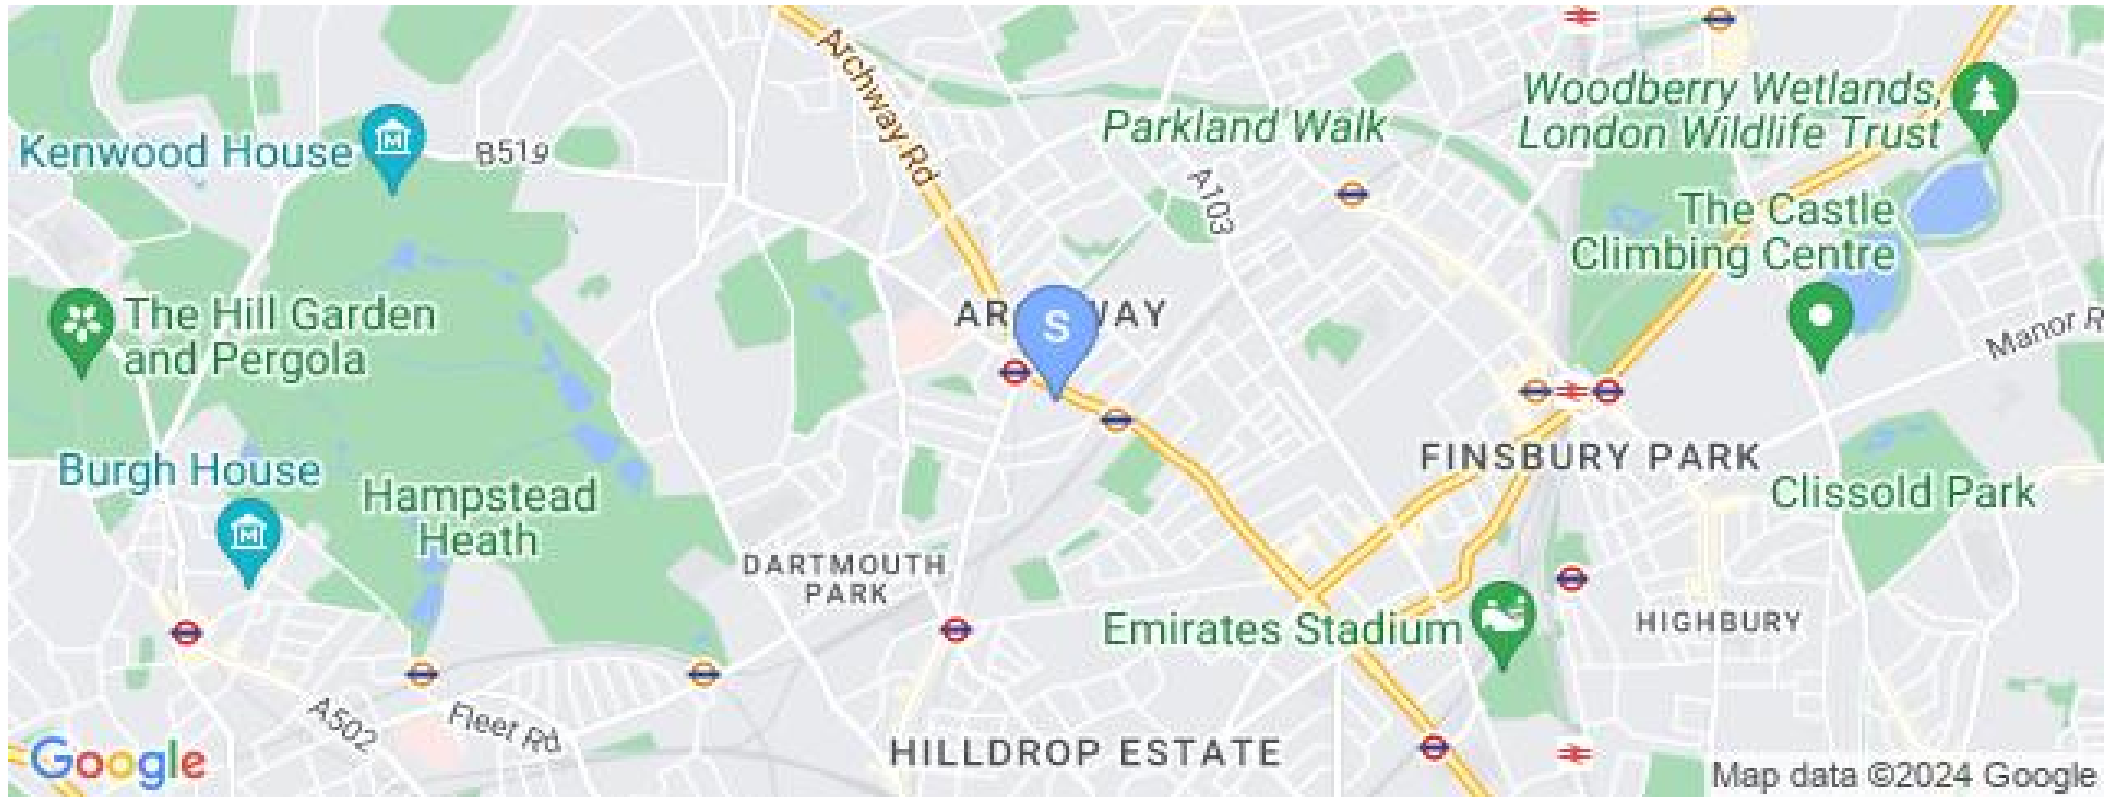 Archway Rd
Woodberry Wetlands,
London Wildlife Trust
Parkland Walk
Kenwood House
M
B519
A103
The Castle
Climbing Centre
The Hill Garden
and Pergola
S
Manor R
FINSBURY PARK
Burgh House
M
Hampstead
Heath
Clissold Park
DARTMOUTH
PARK
Emirates Stadium
HIGHBURY
A502
Fleet Rd
HILLDROP ESTATE
Google
Map data ©2024 Google